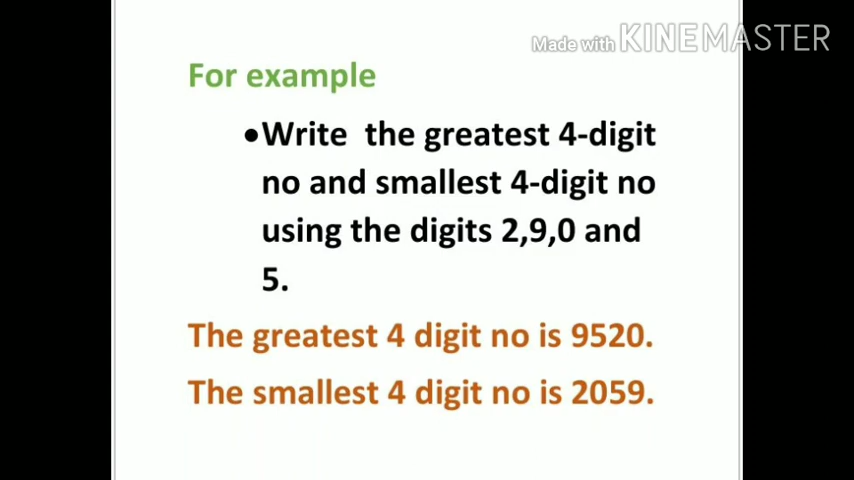 Made with KINEMASTER
For example
•Write the greatest 4-digit
no and smallest 4-digit no
using the digits 2,9,0 and
5.
The greatest 4 digit no is 9520.
The smallest 4 digit no is 2059.